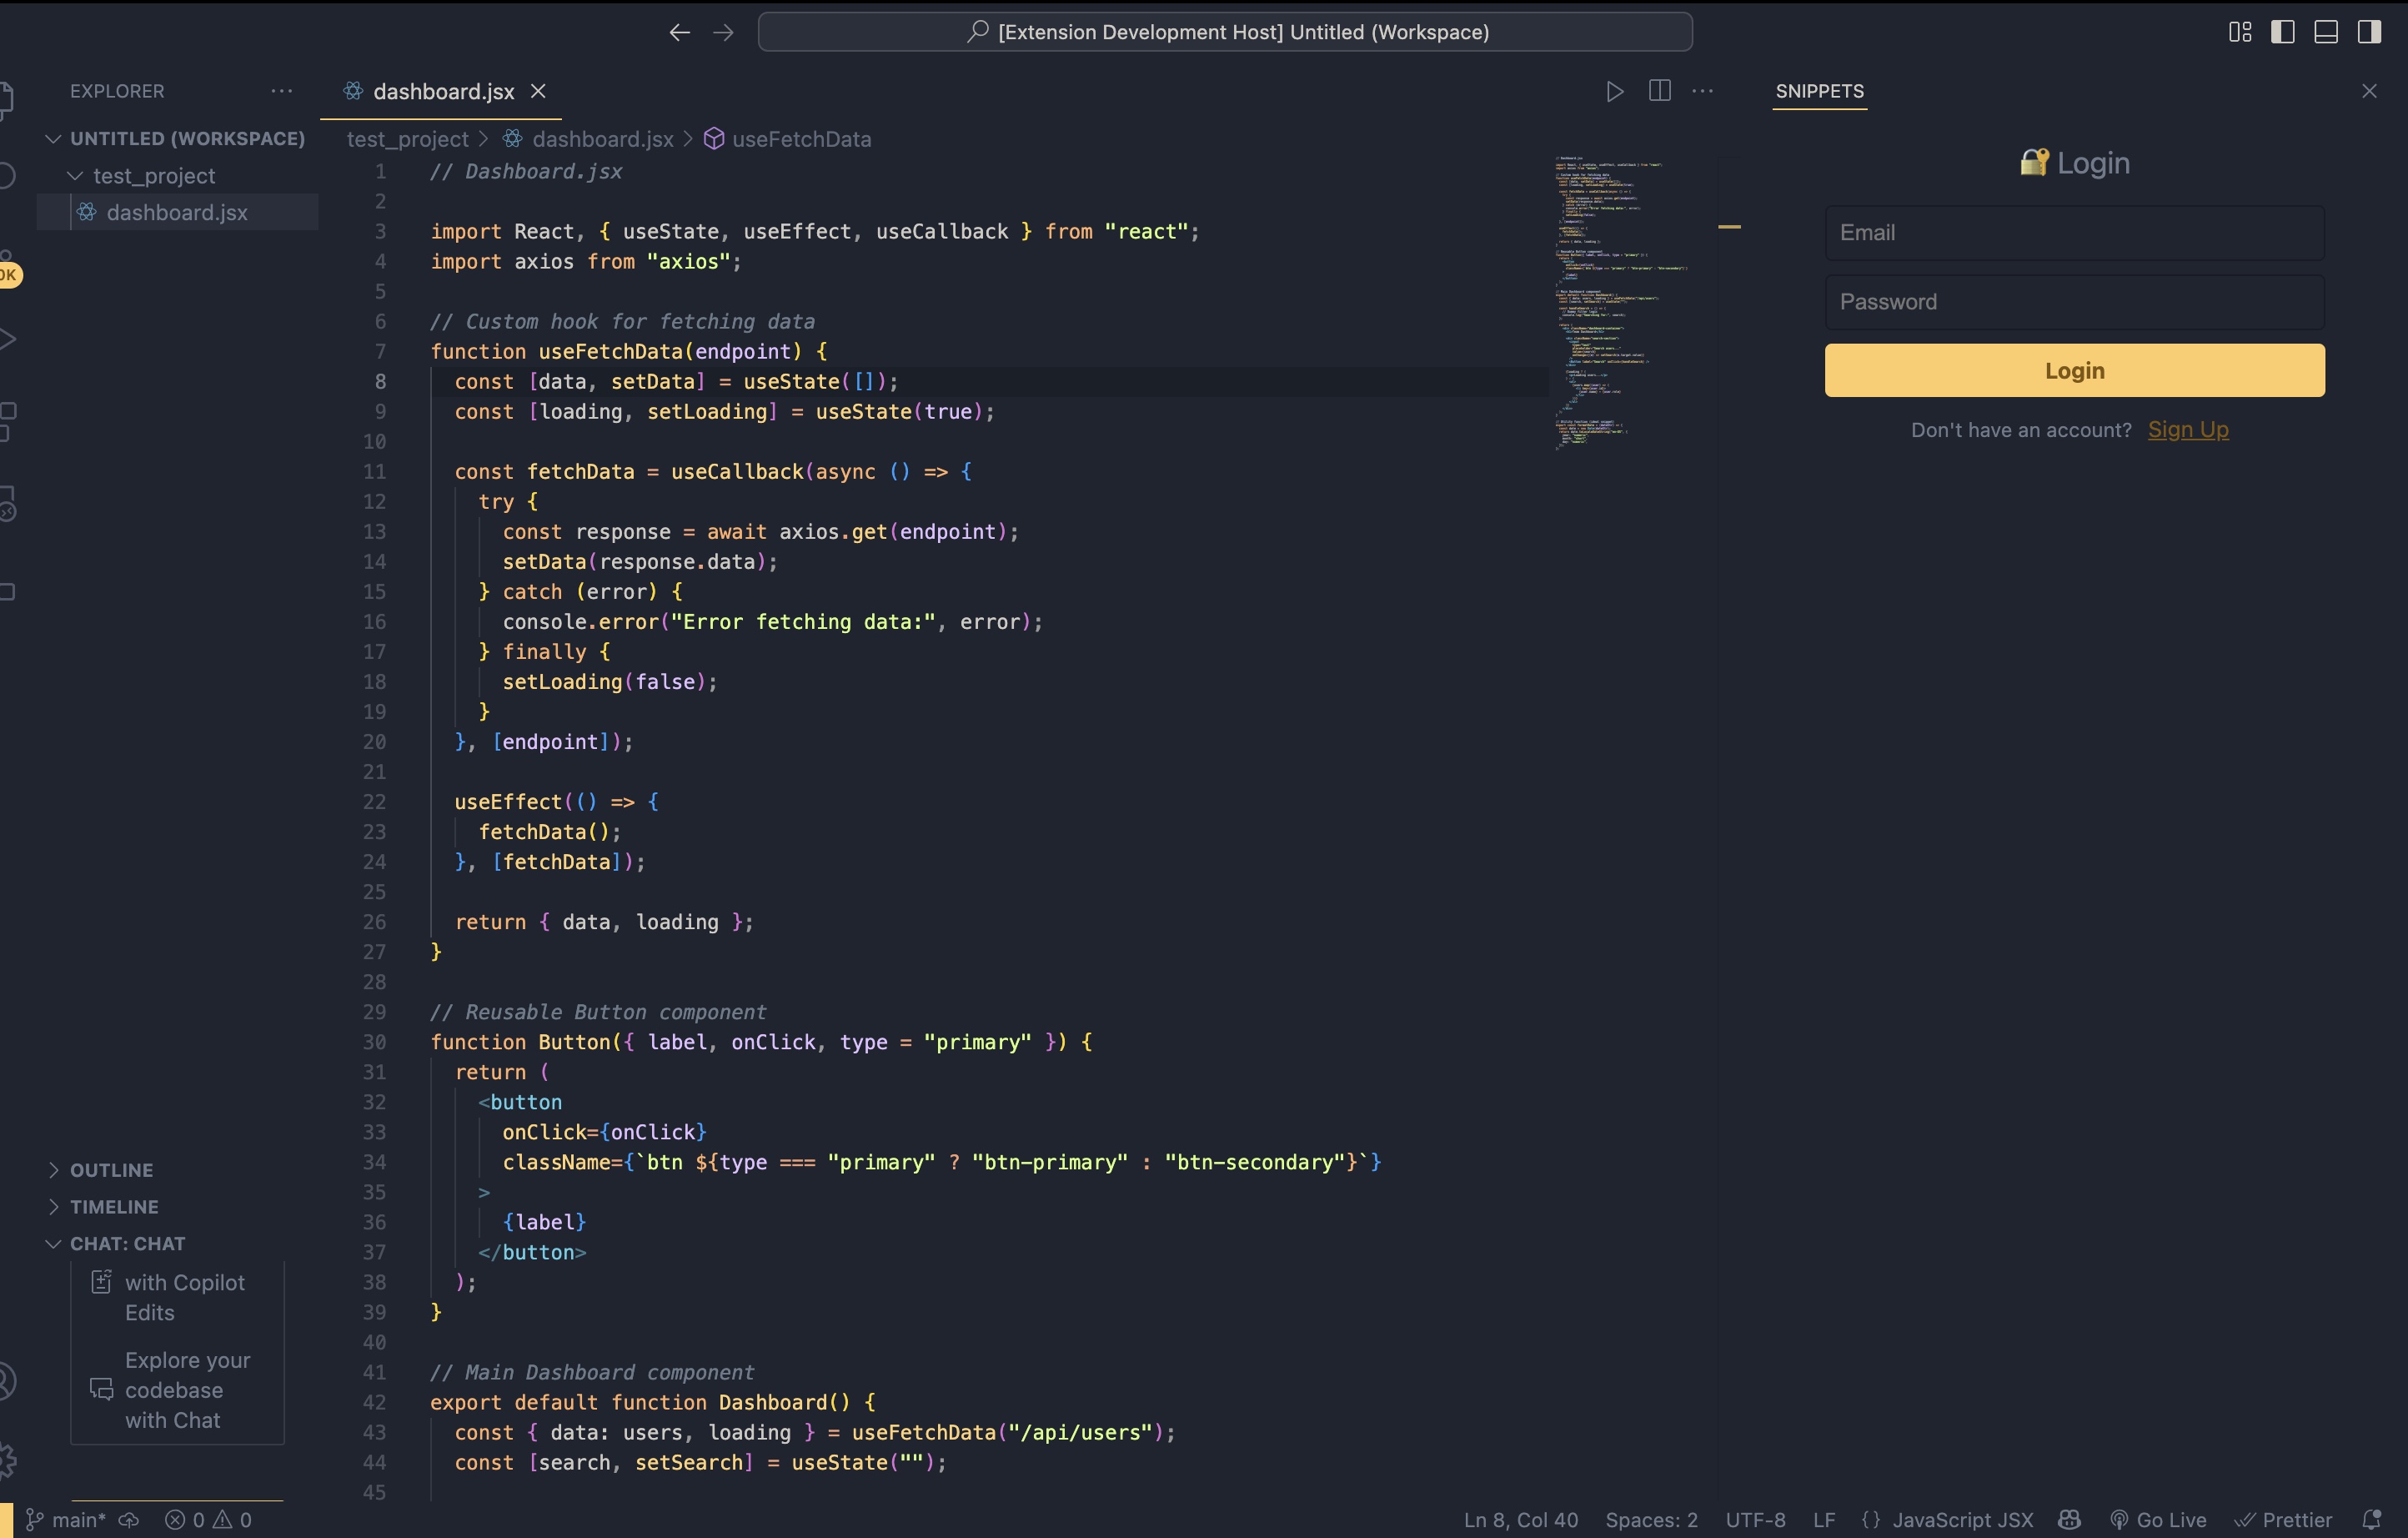 [Extension Development Host] Untitled (Workspace)
EXPLORER
dashboard.jsx
SNIPPETS
UNTITLED (WORKSPACE)
test_project
dashboard.jsx
test_project > dashboard.jsx > useFetchData
1 // Dashboard.jsx
2
3 import React, { useState, useEffect, useCallback } from "react";
4 import axios from "axios";
5
6 // Custom hook for fetching data
7 function useFetchData(endpoint) {
8   const [data, setData] = useState([]);
9   const [loading, setLoading] = useState(true);
10
11   const fetchData = useCallback(async () => {
12     try {
13       const response = await axios.get(endpoint);
14       setData(response.data);
15     } catch (error) {
16       console.error("Error fetching data:", error);
17     } finally {
18       setLoading(false);
19     }
20   }, [endpoint]);
21
22   useEffect(() => {
23     fetchData();
24   }, [fetchData]);
25
26   return { data, loading };
27 }
28
29 // Reusable Button component
30 function Button({ label, onClick, type = "primary" }) {
31   return (
32     <button
33       onClick={onClick}
34       className={`btn ${type === "primary" ? "btn-primary" : "btn-secondary"}`}
35     >
36       {label}
37     </button>
38   );
39 }
40
41 // Main Dashboard component
42 export default function Dashboard() {
43   const { data: users, loading } = useFetchData("/api/users");
44   const [search, setSearch] = useState("");
45
Login
Email
Password
Login
Don't have an account? Sign Up
OUTLINE
TIMELINE
CHAT: CHAT
with Copilot
Edits
Explore your
codebase
with Chat
main*
0
0
Ln 8, Col 40
Spaces: 2
UTF-8
LF
{} JavaScript JSX
Go Live
Prettier